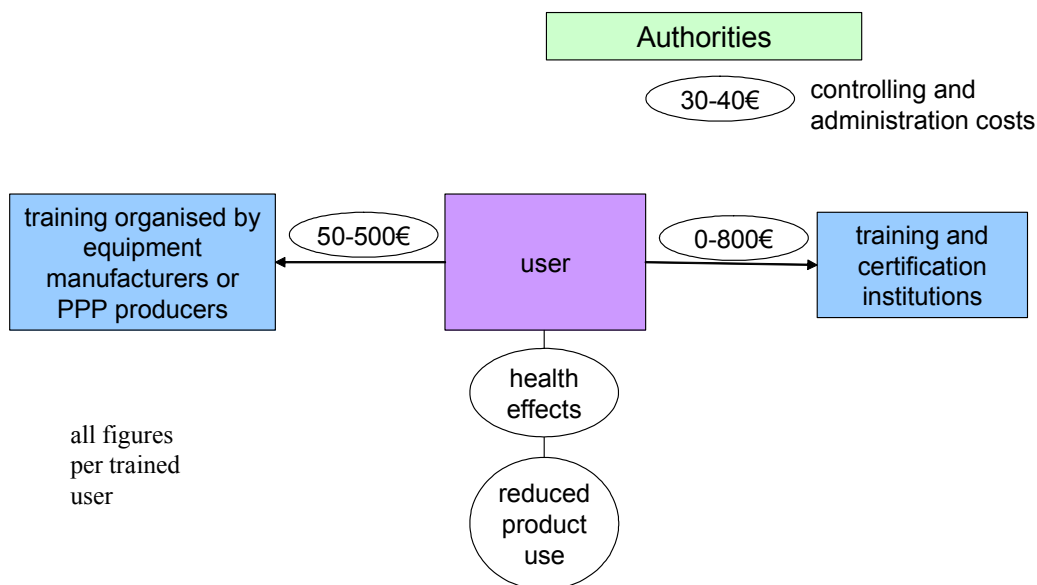 Authorities
30-40€
controlling and
administration costs
training organised by
equipment
manufacturers or
PPP producers
50-500€
user
0-800€
training and
certification
institutions
health
effects
all figures
per trained
user
reduced
product
use